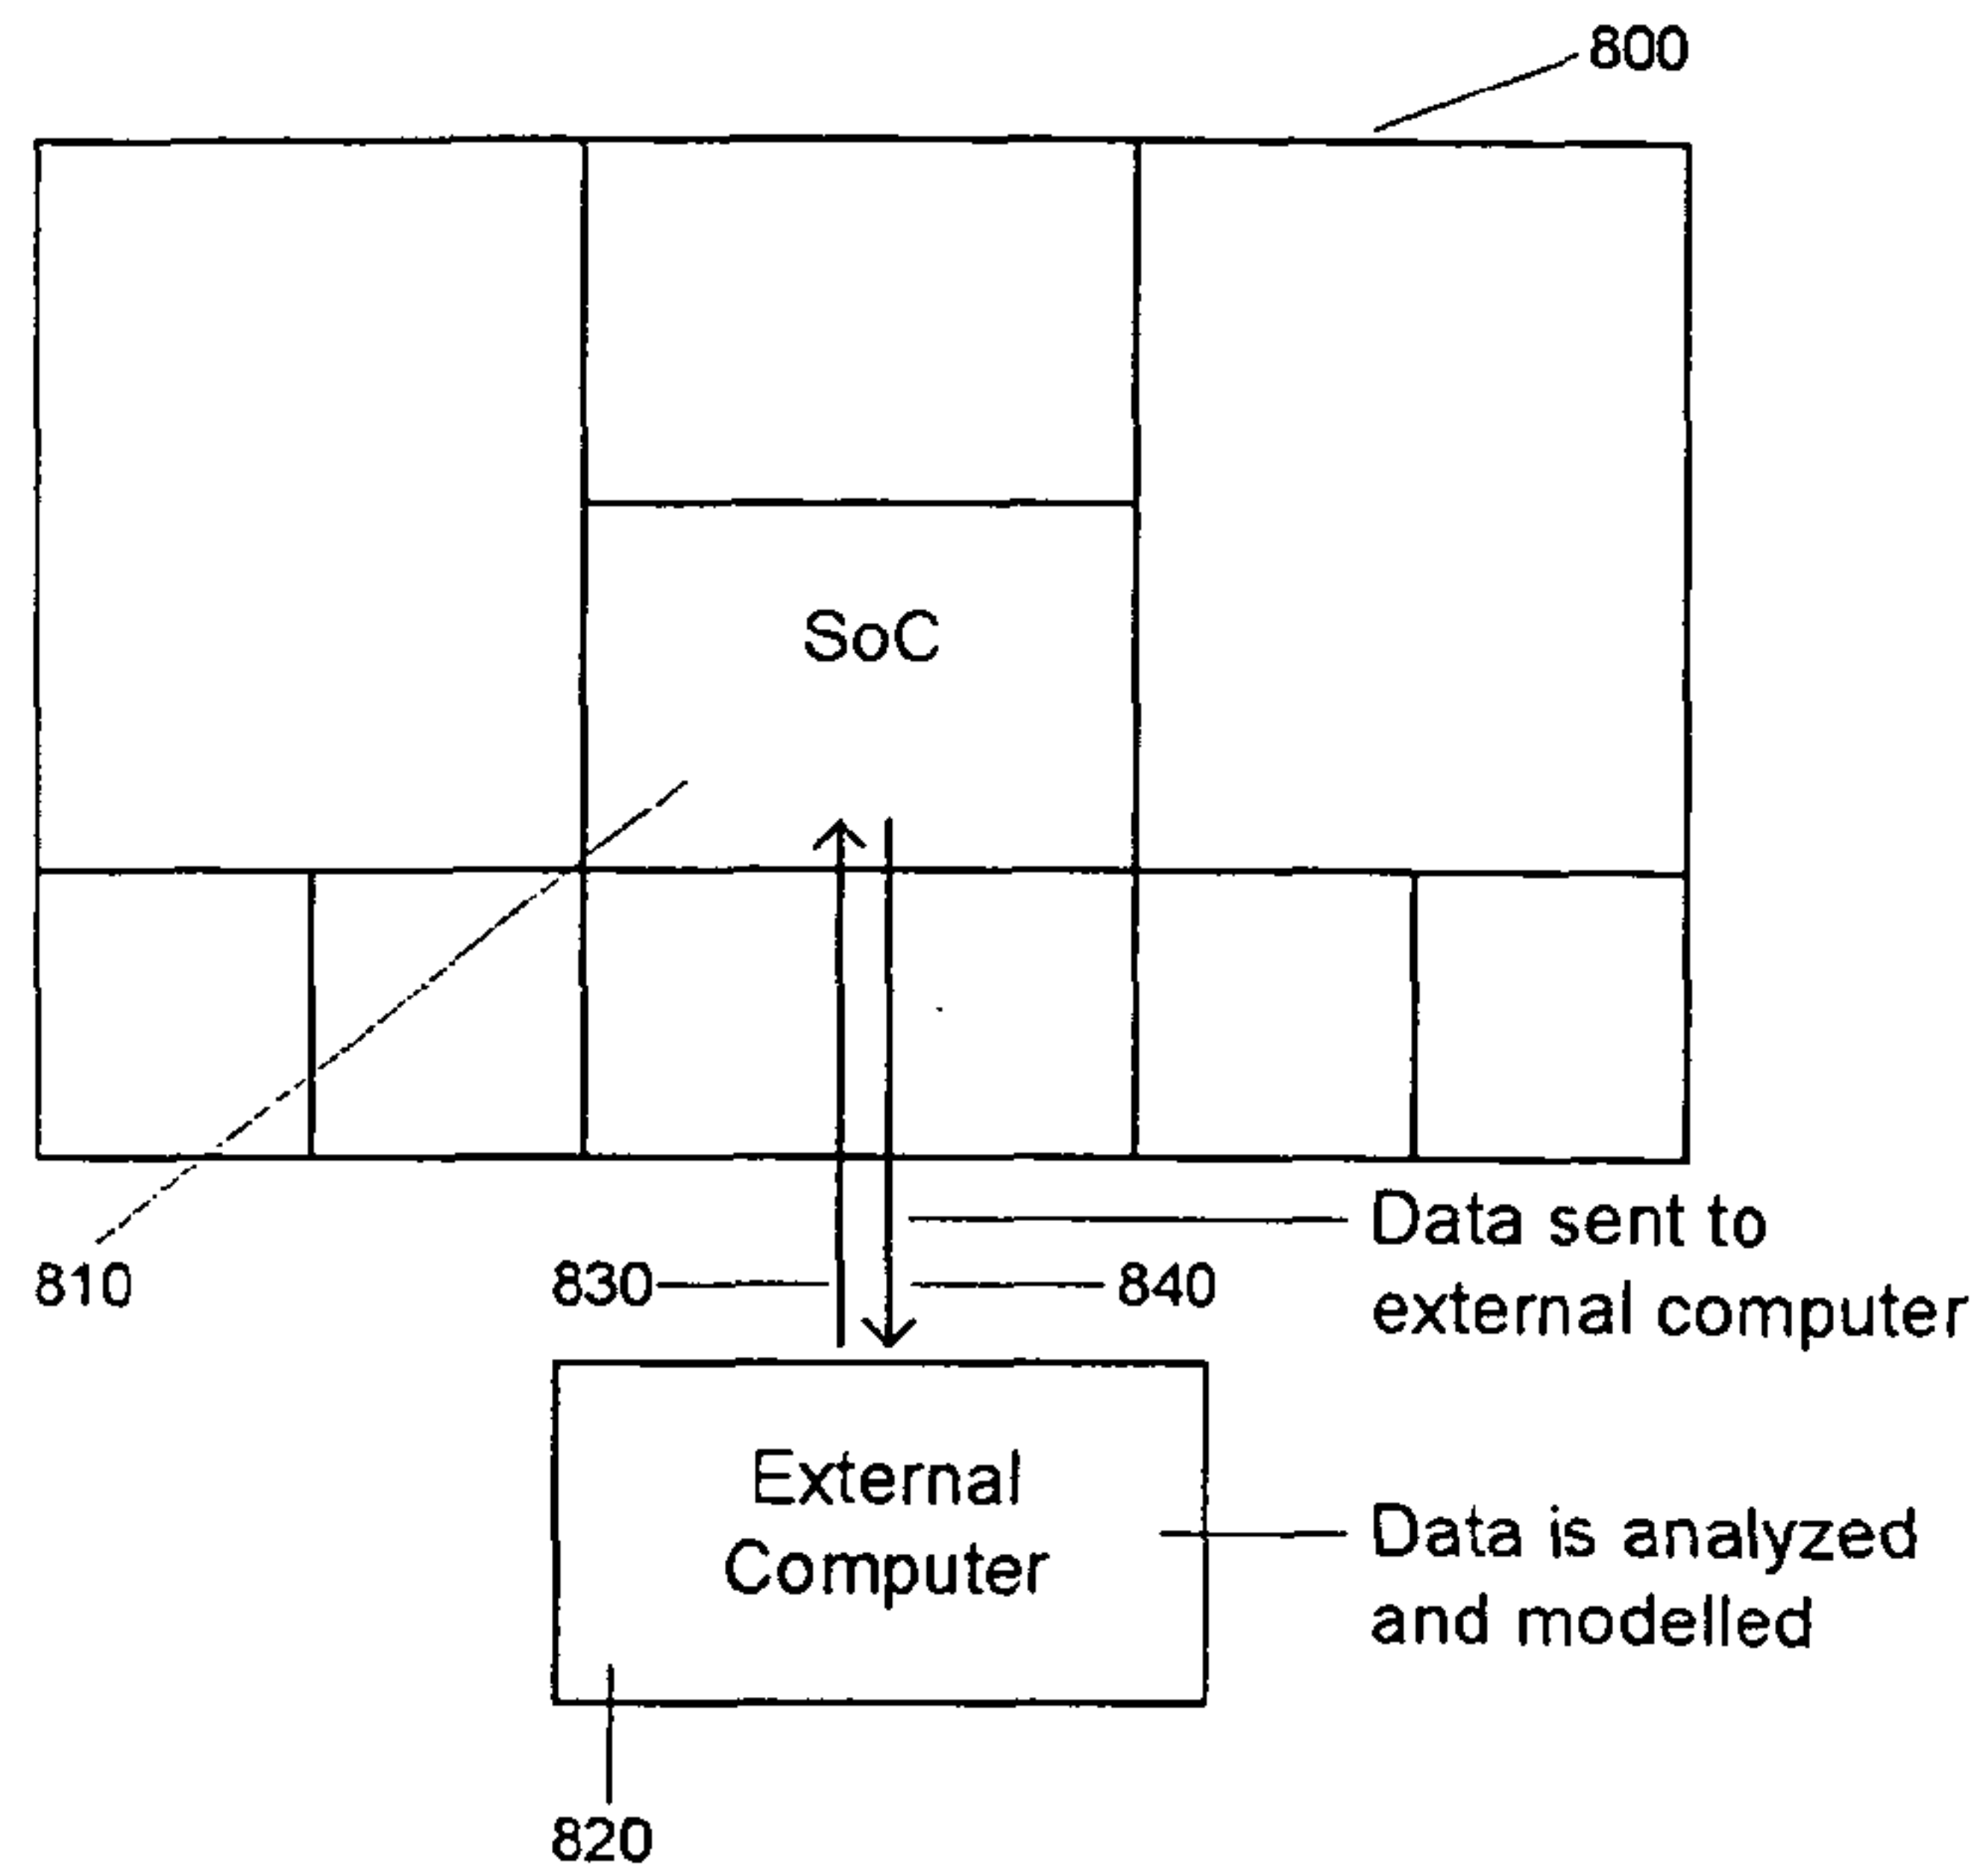 800
SoC
Data sent to
external computer
810
830
840
External
Computer
Data is analyzed
and modelled
820